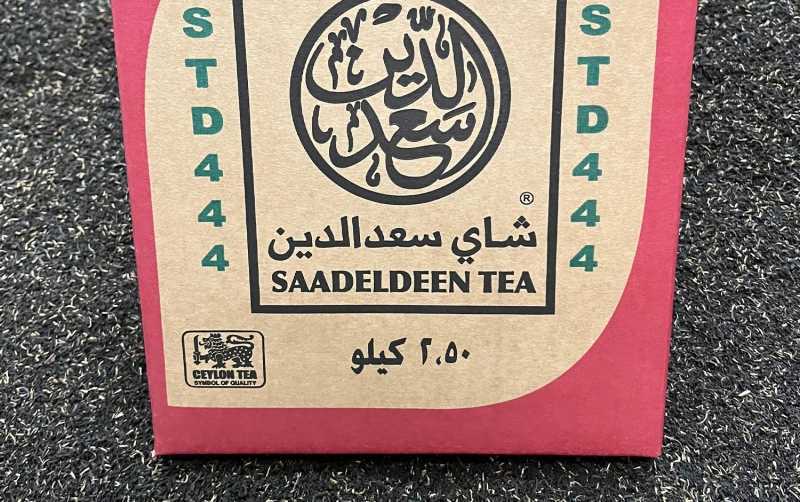 STD444
سعد الدين
®
شاي سعدالدين
SAADELDEEN TEA
STD444
CEYLON TEA
SYMBOL OF QUALITY
٢،٥٠ كيلو